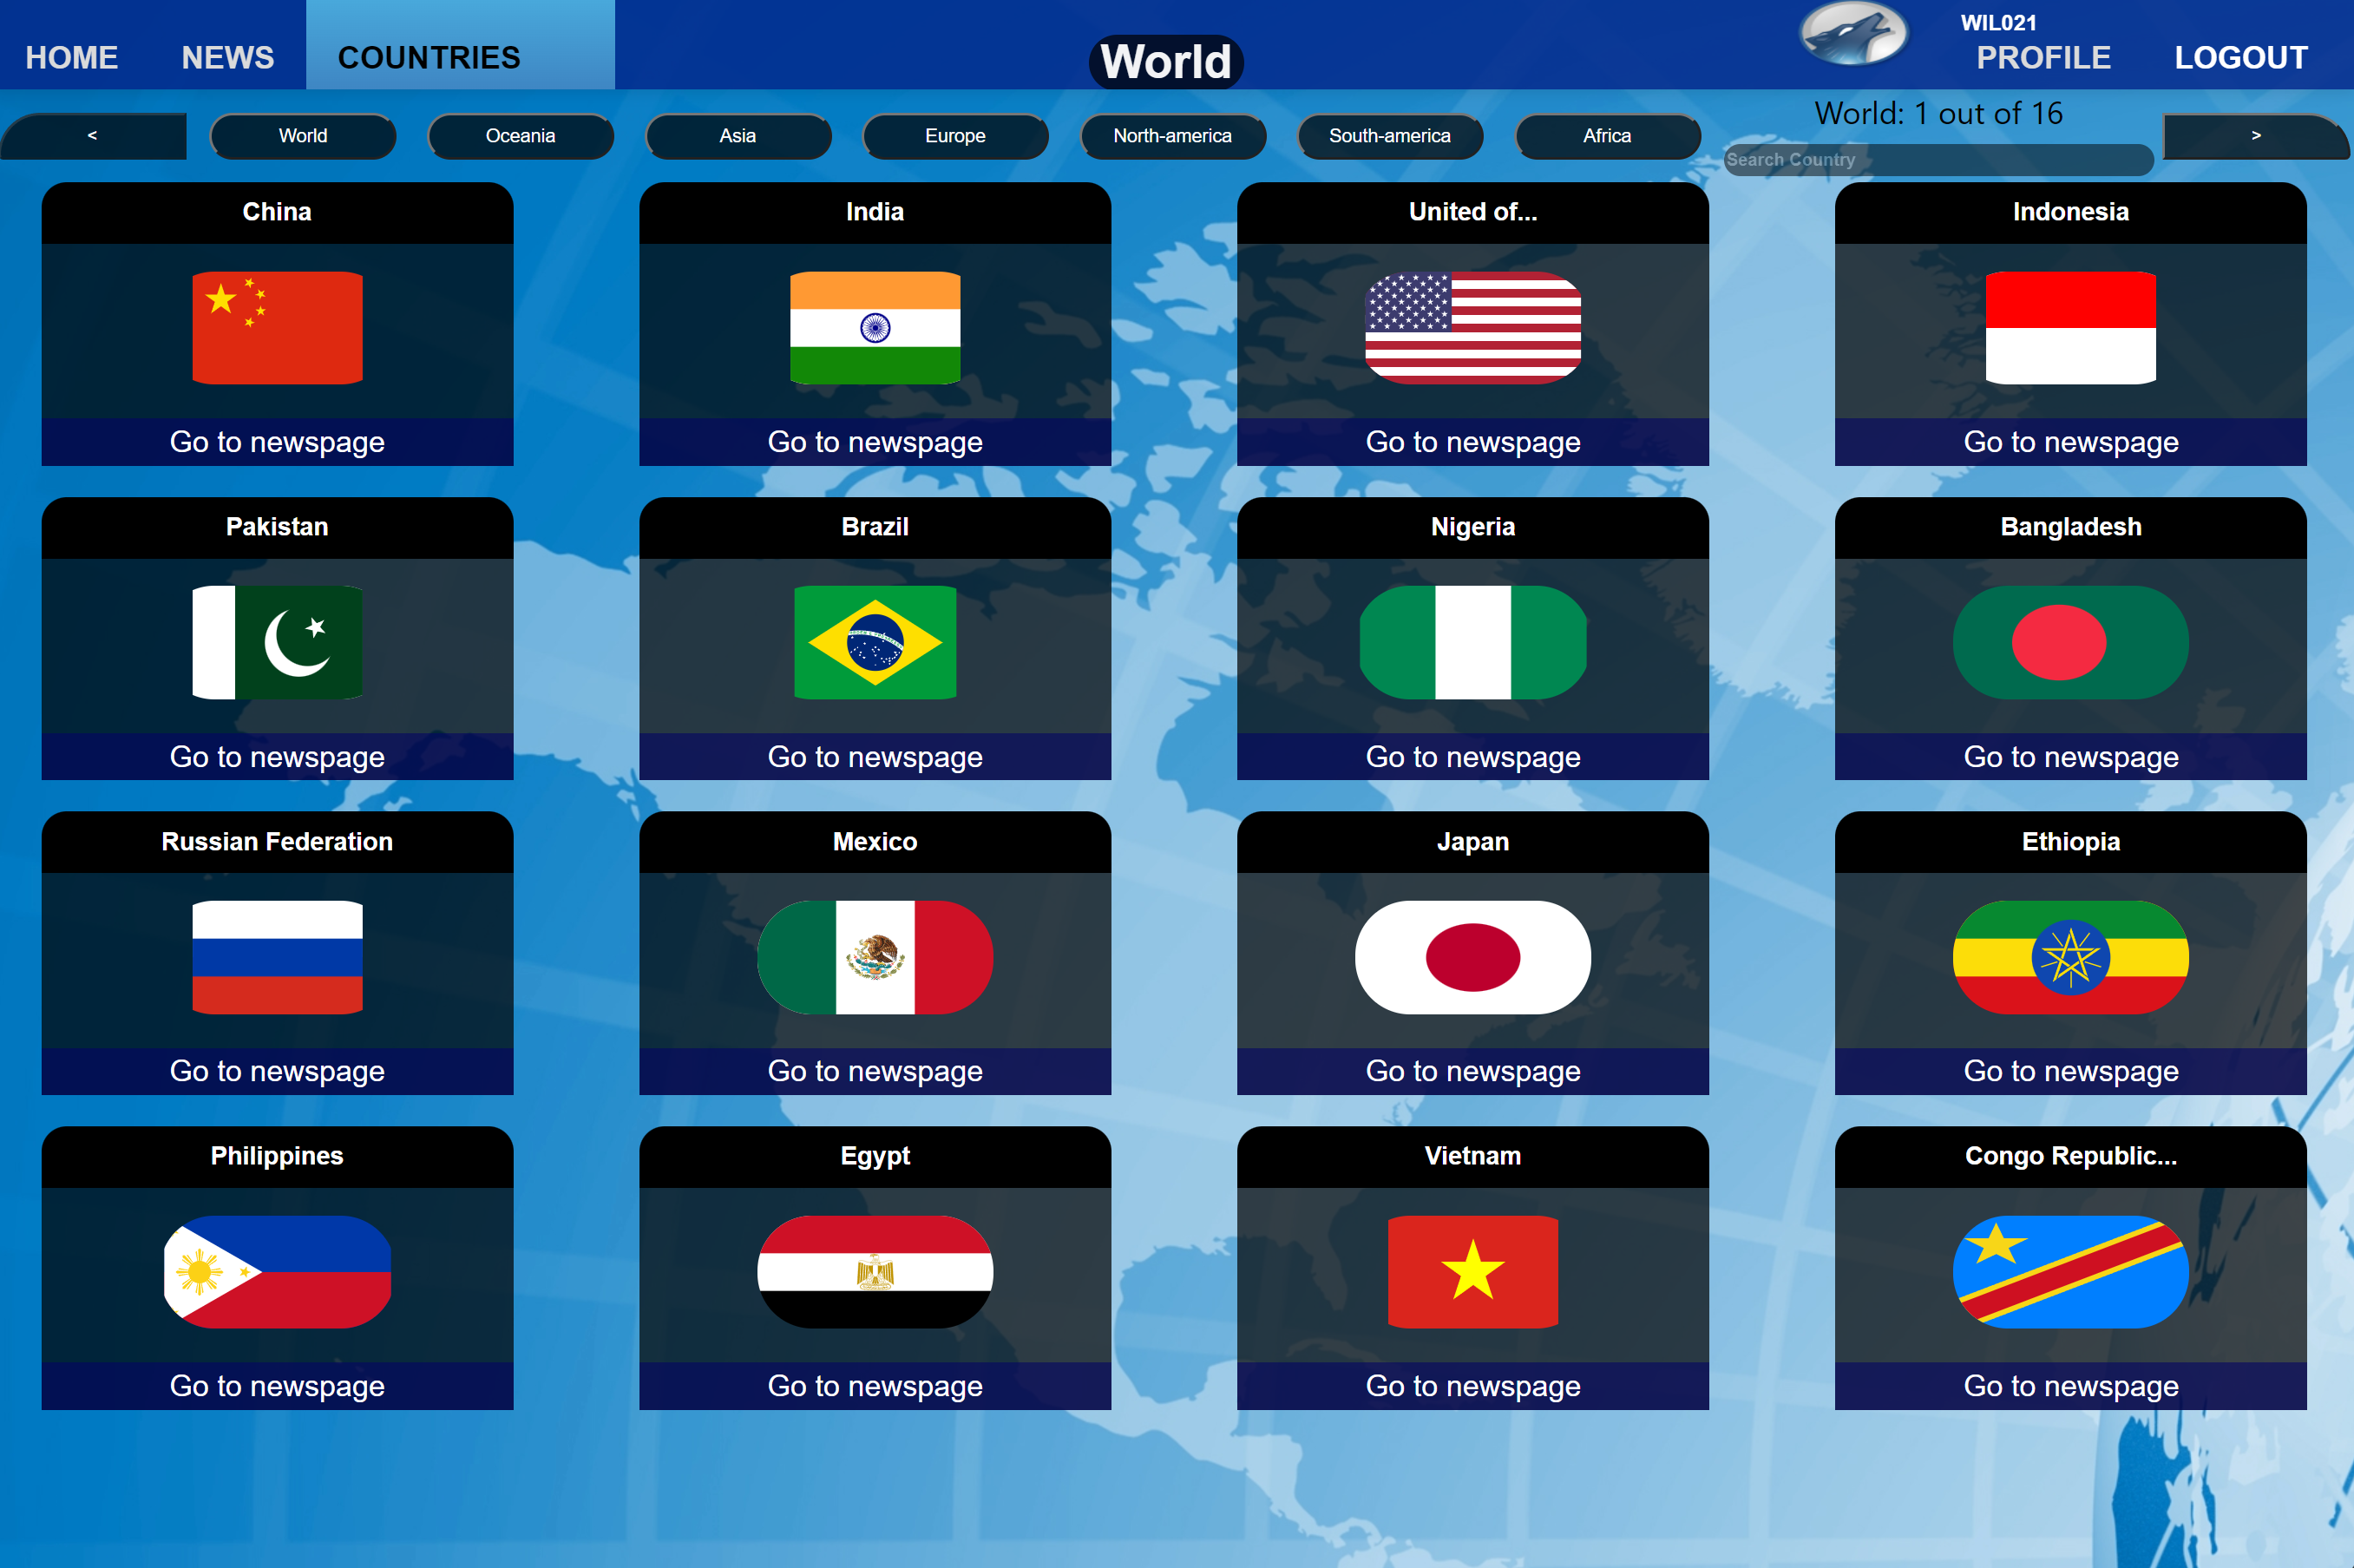 HOME
NEWS
COUNTRIES
World
WIL021
PROFILE
LOGOUT
<
World
Oceania
Asia
Europe
North-america
South-america
Africa
World: 1 out of 16
Search Country
>
China
India
United of...
Indonesia
Go to newspage
Go to newspage
Go to newspage
Go to newspage
Pakistan
Brazil
Nigeria
Bangladesh
Go to newspage
Go to newspage
Go to newspage
Go to newspage
Russian Federation
Mexico
Japan
Ethiopia
Go to newspage
Go to newspage
Go to newspage
Go to newspage
Philippines
Egypt
Vietnam
Congo Republic...
Go to newspage
Go to newspage
Go to newspage
Go to newspage